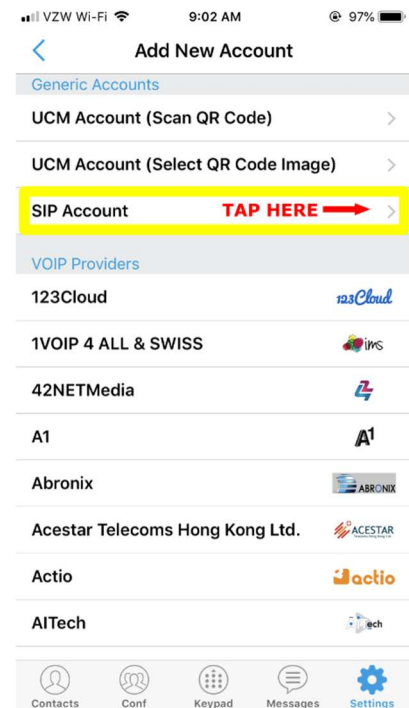 VZW Wi-Fi 9:02 AM 97%
Add New Account
Generic Accounts
UCM Account (Scan QR Code)
UCM Account (Select QR Code Image)
SIP Account TAP HERE
VOIP Providers
123Cloud 123Cloud
1VOIP 4 ALL & SWISS ims
42NETMedia
A1 A1
Abronix ABRONIX
Acestar Telecoms Hong Kong Ltd. ACESTAR
Actio actio
AITech
Contacts Conf Keypad Messages Settings